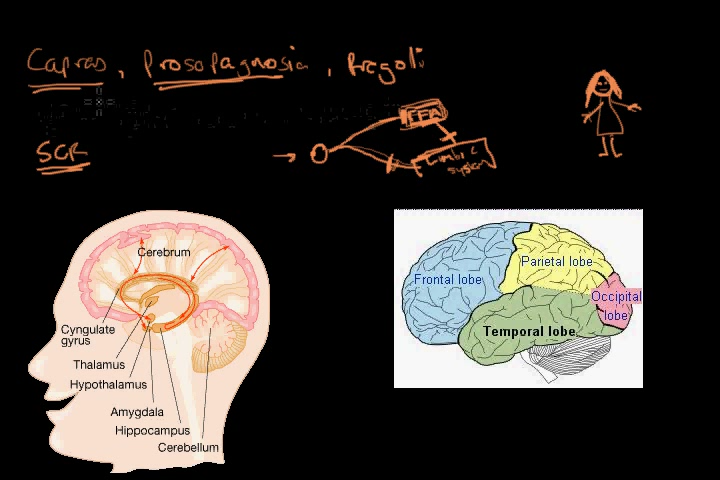 Capras, Prosopagnosia, Fregoli
FFA
SCR
Limbic
system
Cerebrum
Cyngulate
gyrus
Thalamus
Hypothalamus
Amygdala
Hippocampus
Cerebellum
Frontal lobe
Parietal lobe
Occipital
lobe
Temporal lobe